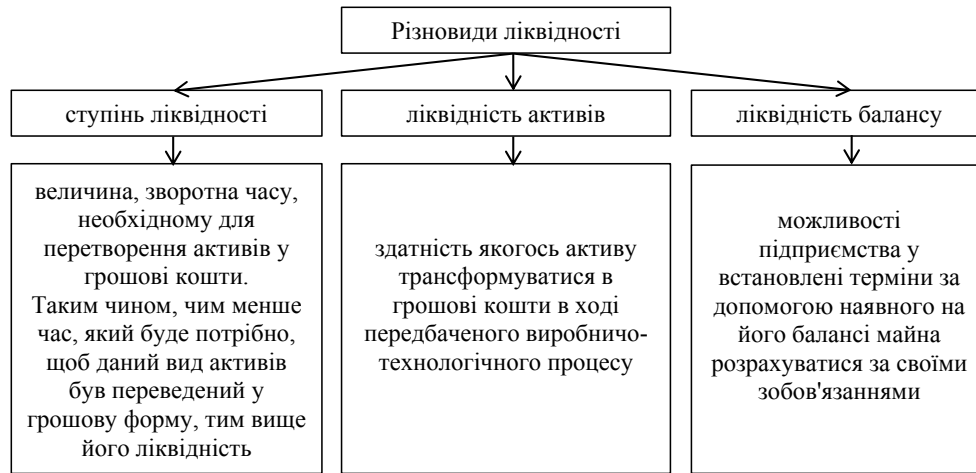 Різновиди ліквідності
ступінь ліквідності
ліквідність активів
ліквідність балансу
величина, зворотна часу,
необхідному для
перетворення активів у
грошові кошти.
Таким чином, чим менше
час, який буде потрібно,
щоб даний вид активів
був переведений у
грошову форму, тим вище
його ліквідність
здатність якогось активу
трансформуватися в
грошові кошти в ході
передбаченого виробничо-
технологічного процесу
можливості
підприємства у
встановлені терміни за
допомогою наявного на
його балансі майна
розрахуватися за своїми
зобов'язаннями